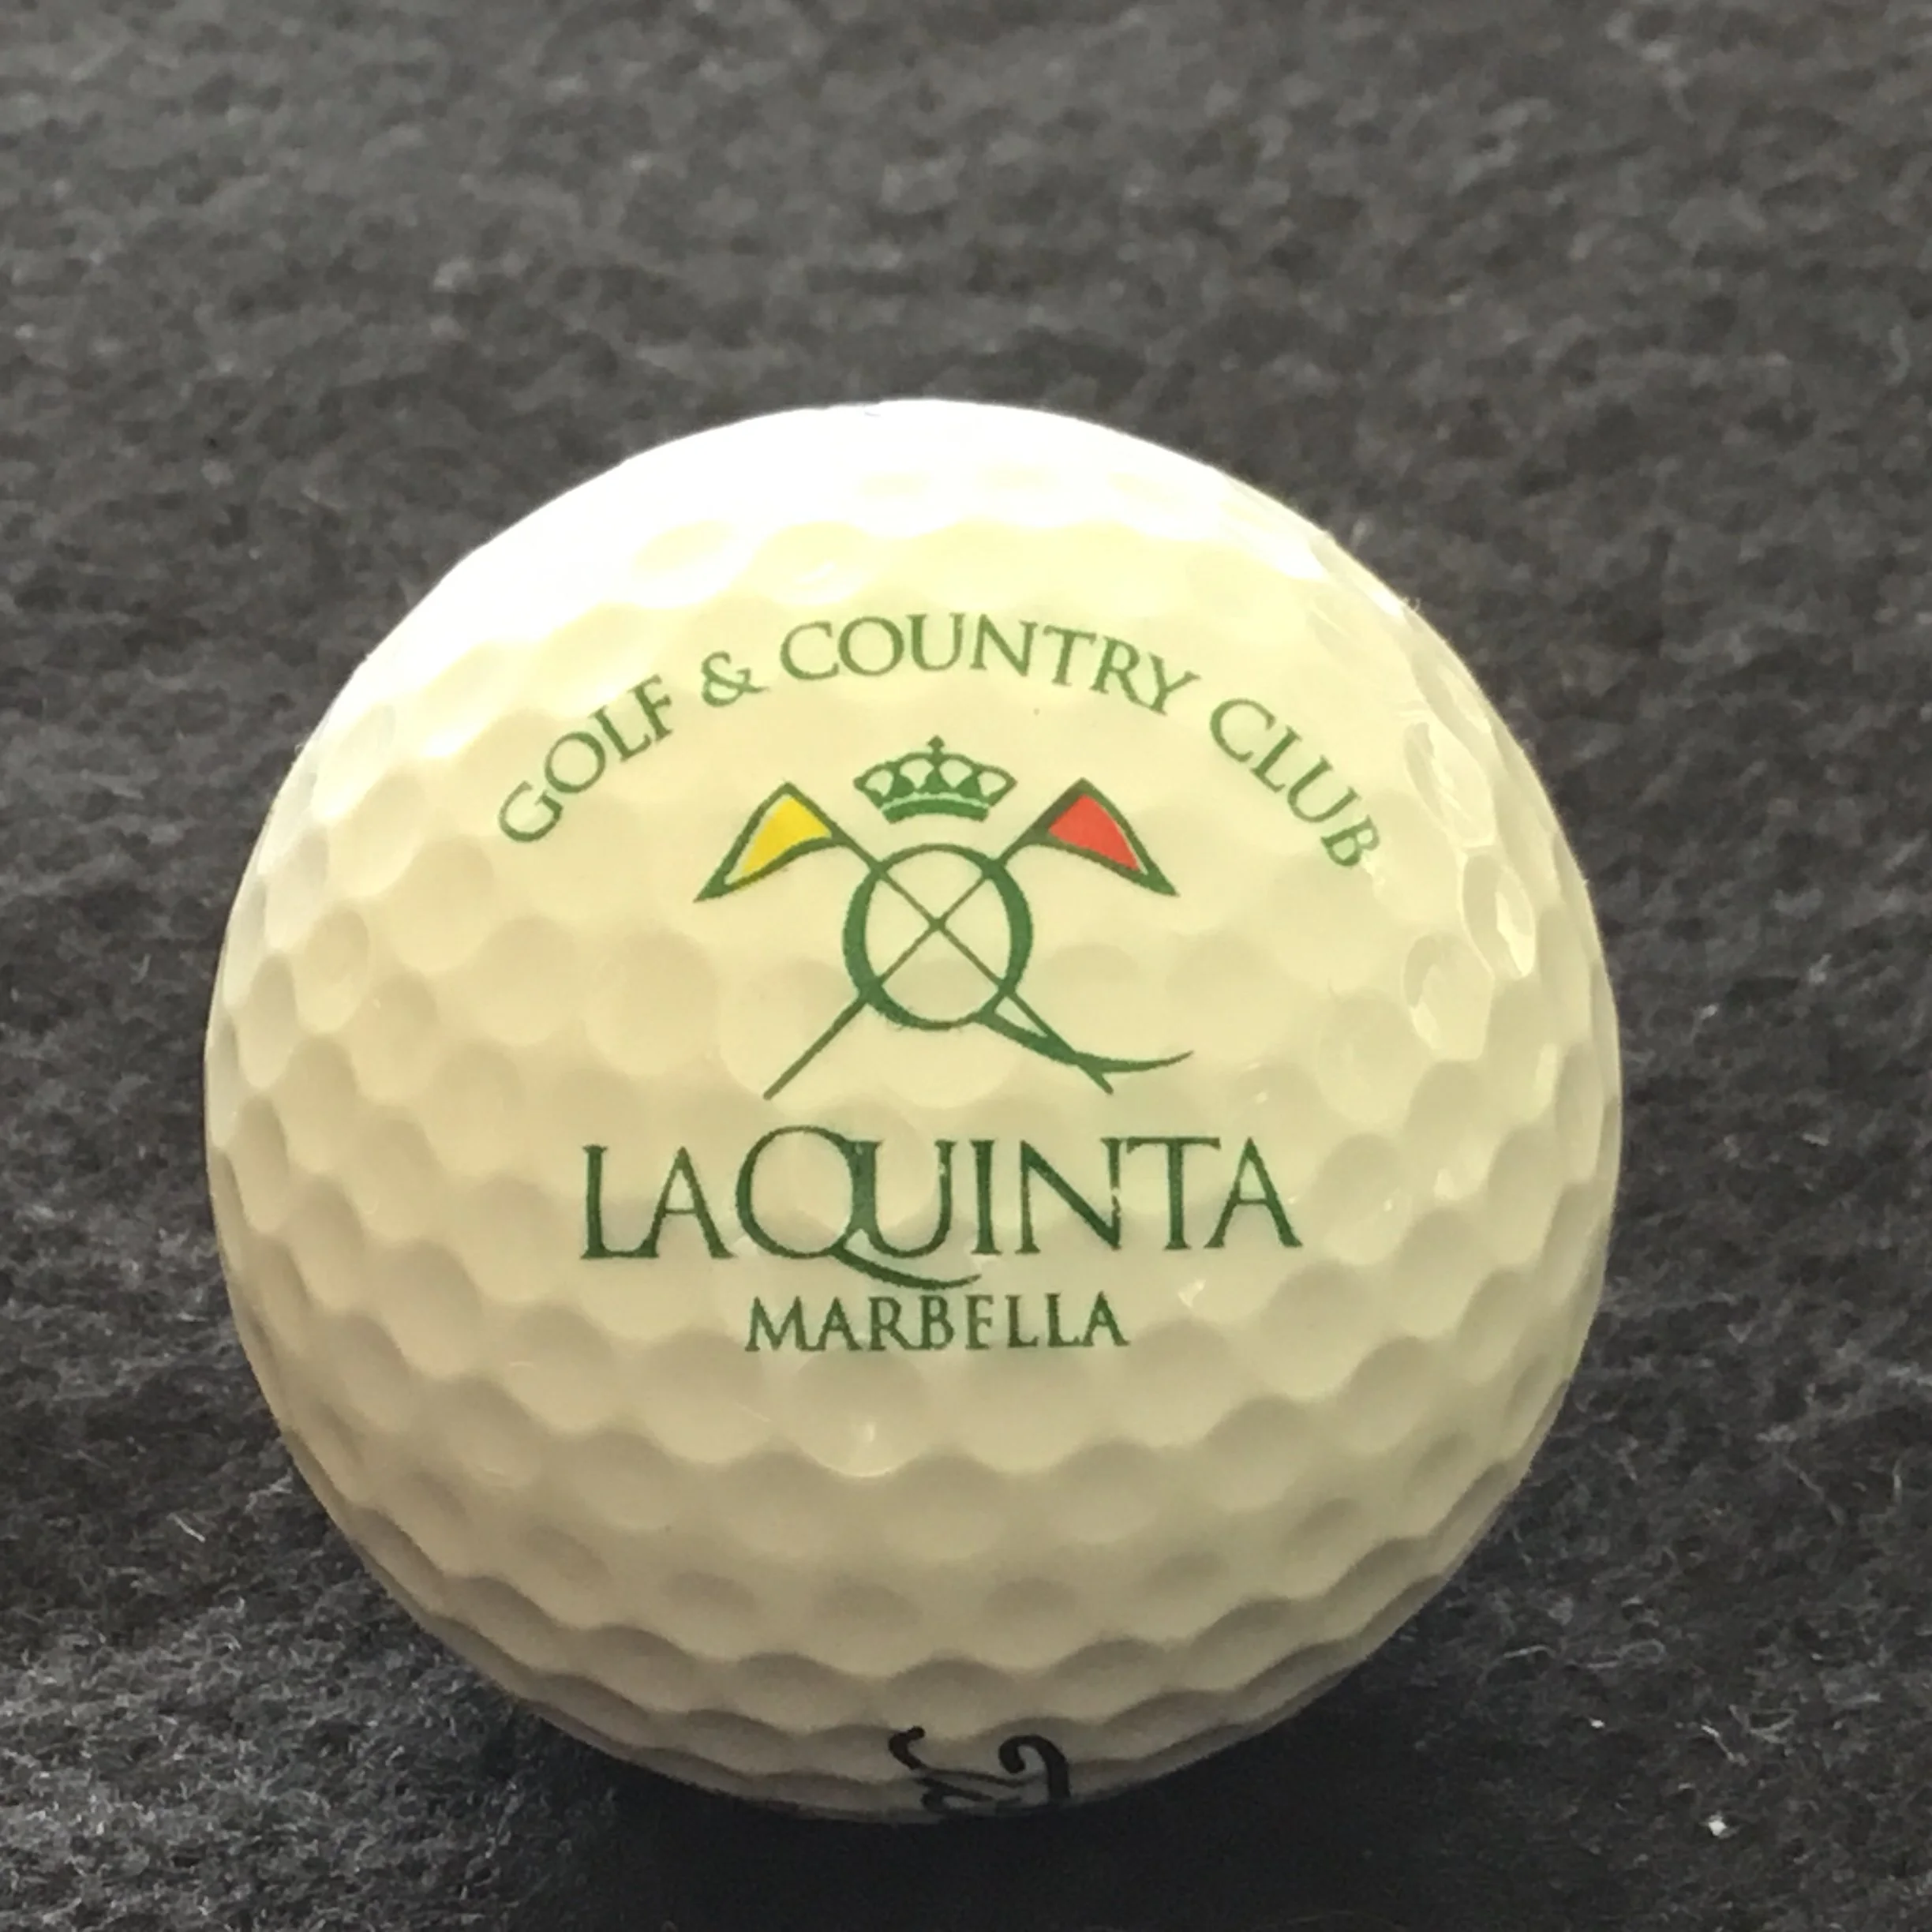 GOLF & COUNTRY CLUB
Q
LAQUINTA
MARBELLA